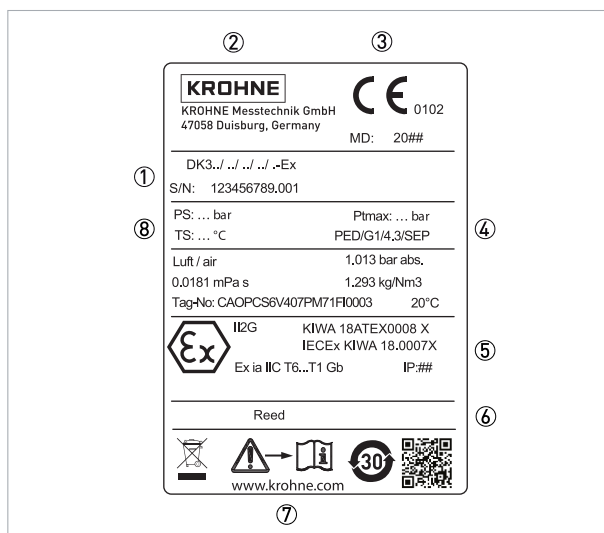 ② ③
KROHNE
KROHNE Messtechnik GmbH
47058 Duisburg, Germany
CE 0102
MD: 20##
DK3../ ../ ../ ../ .-Ex
①
S/N: 123456789.001
PS: ... bar Ptmax: ... bar
⑧ ④
TS: ... °C PED/G1/4.3/SEP
Luft / air 1.013 bar abs.
0.0181 mPa s 1.293 kg/Nm3
Tag-No: CAOPCS6V407PM71FI0003 20°C
Ex II2G KIWA 18ATEX0008 X
IECEx KIWA 18.0007X
⑤
Ex ia IIC T6...T1 Gb IP:##
Reed ⑥
30
www.krohne.com
⑦